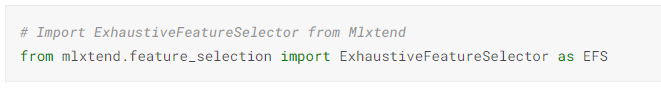 # Import ExhaustiveFeatureSelector from Mlxtend
from mlxtend.feature_selection import ExhaustiveFeatureSelector as EFS